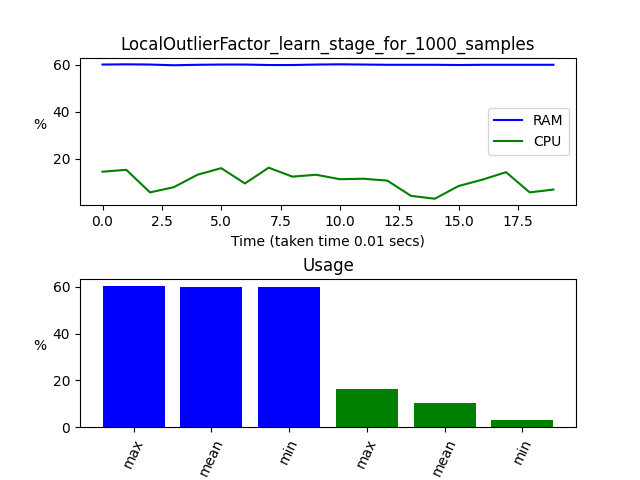 LocalOutlierFactor_learn_stage_for_1000_samples
60
40
20
%
RAM
CPU
0.0 2.5 5.0 7.5 10.0 12.5 15.0 17.5
Time (taken time 0.01 secs)
Usage
60
40
20
0
%
max mean min max mean min